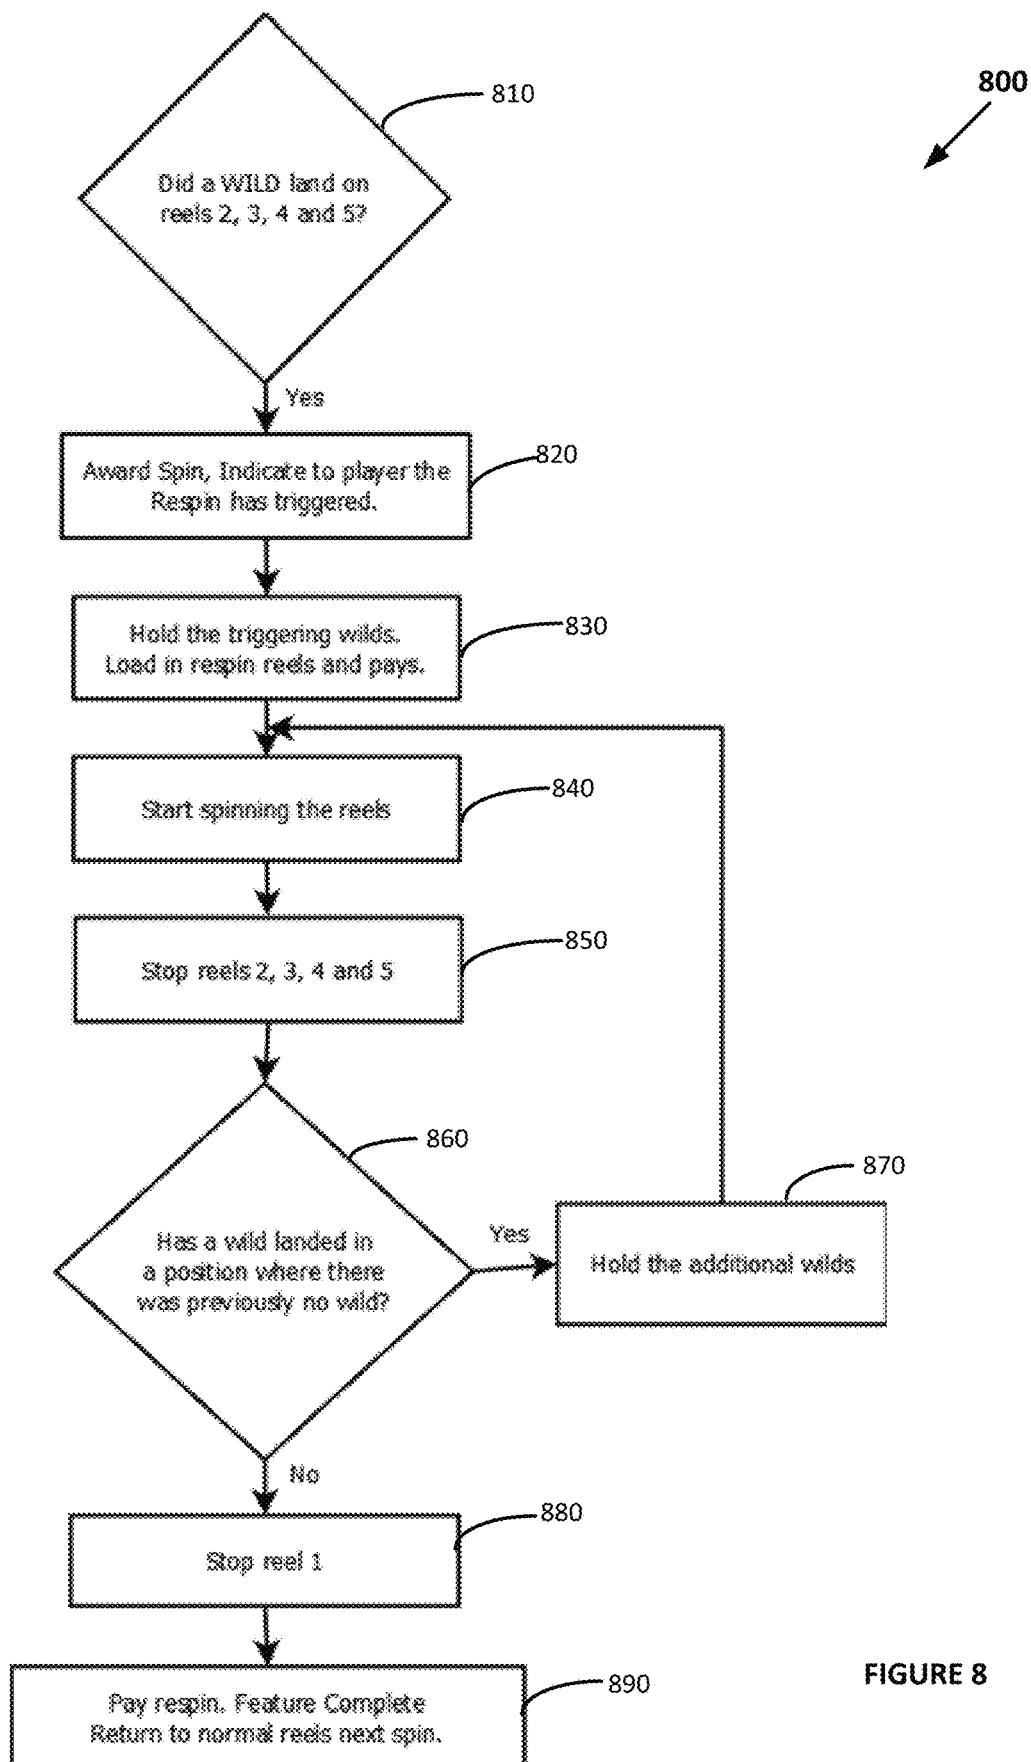 810
800
Did a WILD land on
reels 2, 3, 4 and 5?
Yes
820
Award Spin, Indicate to player the
Respin has triggered.
830
Hold the triggering wilds.
Load in respin reels and pays.
840
Start spinning the reels
850
Stop reels 2, 3, 4 and 5
860
870
Has a wild landed in
a position where there
was previously no wild?
Yes
Hold the additional wilds
No
880
Stop reel 1
890
Pay respin. Feature Complete
Return to normal reels next spin.
FIGURE 8